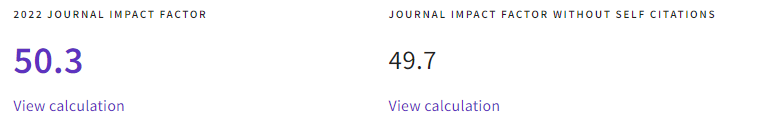 2022 JOURNAL IMPACT FACTOR
50.3
View calculation
JOURNAL IMPACT FACTOR WITHOUT SELF CITATIONS
49.7
View calculation